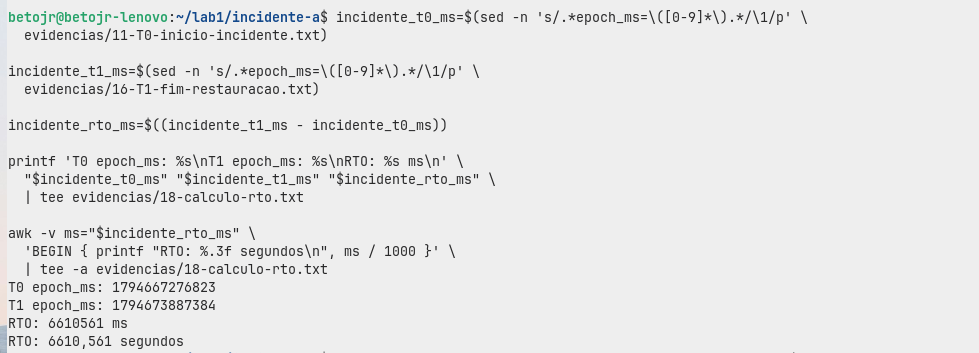 betojr@betojr-lenovo:~/lab1/incidente-a$ incidente_t0_ms=$(sed -n 's/.*epoch_ms=\([0-9]*\).*/\1/p' \
  evidencias/11-T0-inicio-incidente.txt)

incidente_t1_ms=$(sed -n 's/.*epoch_ms=\([0-9]*\).*/\1/p' \
  evidencias/16-T1-fim-restauracao.txt)

incidente_rto_ms=$((incidente_t1_ms - incidente_t0_ms))

printf 'T0 epoch_ms: %s\nT1 epoch_ms: %s\nRTO: %s ms\n' \
  "$incidente_t0_ms" "$incidente_t1_ms" "$incidente_rto_ms" \
  | tee evidencias/18-calculo-rto.txt

awk -v ms="$incidente_rto_ms" \
  'BEGIN { printf "RTO: %.3f segundos\n", ms / 1000 }' \
  | tee -a evidencias/18-calculo-rto.txt
T0 epoch_ms: 1794667276823
T1 epoch_ms: 1794673887384
RTO: 6610561 ms
RTO: 6610,561 segundos